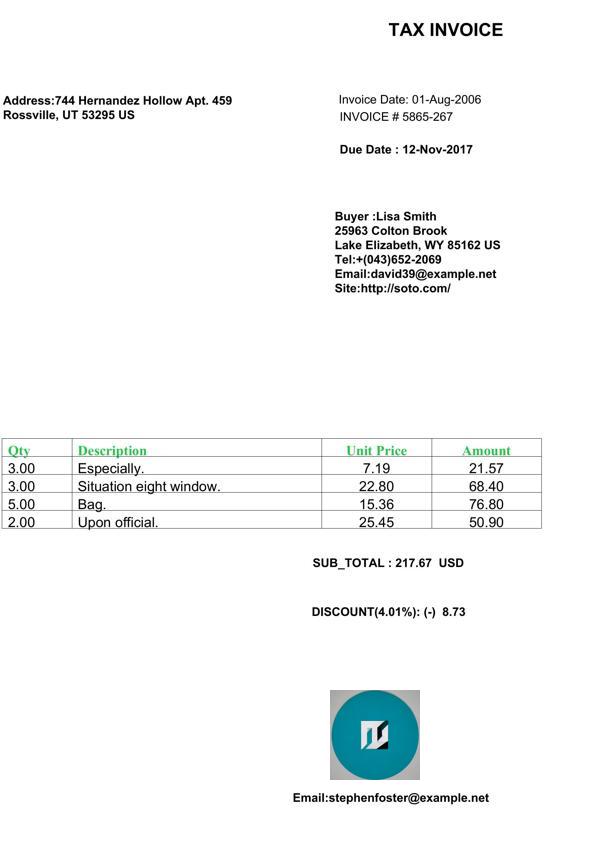 TAX INVOICE
Address:744 Hernandez Hollow Apt. 459
Rossville, UT 53295 US
Invoice Date: 01-Aug-2006
INVOICE # 5865-267
Due Date : 12-Nov-2017
Buyer :Lisa Smith
25963 Colton Brook
Lake Elizabeth, WY 85162 US
Tel:+(043)652-2069
Email:david39@example.net
Site:http://soto.com/
Qty Description Unit Price Amount
3.00 Especially. 7.19 21.57
3.00 Situation eight window. 22.80 68.40
5.00 Bag. 15.36 76.80
2.00 Upon official. 25.45 50.90
SUB_TOTAL : 217.67 USD
DISCOUNT(4.01%): (-) 8.73
Email:stephenfoster@example.net